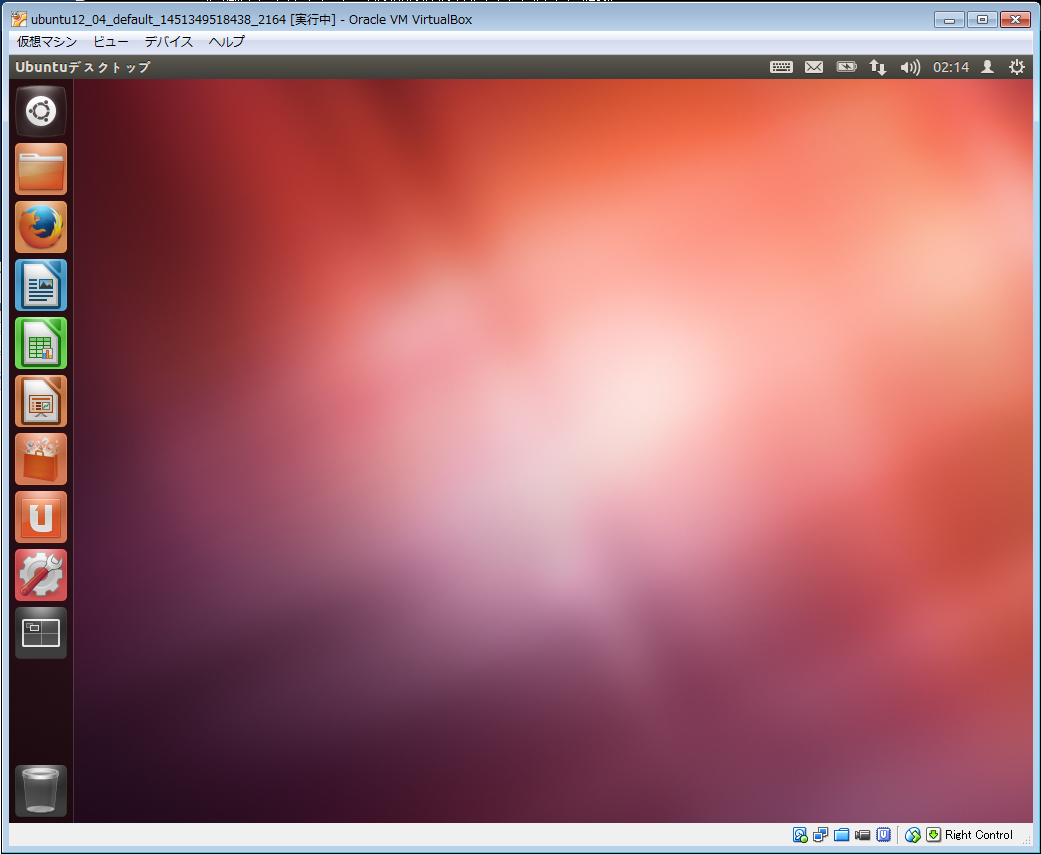 ubuntu12_04_default_1451349518438_2164 [実行中] - Oracle VM VirtualBox
仮想マシン ビュー デバイス ヘルプ
Ubuntuデスクトップ 02:14
Right Control